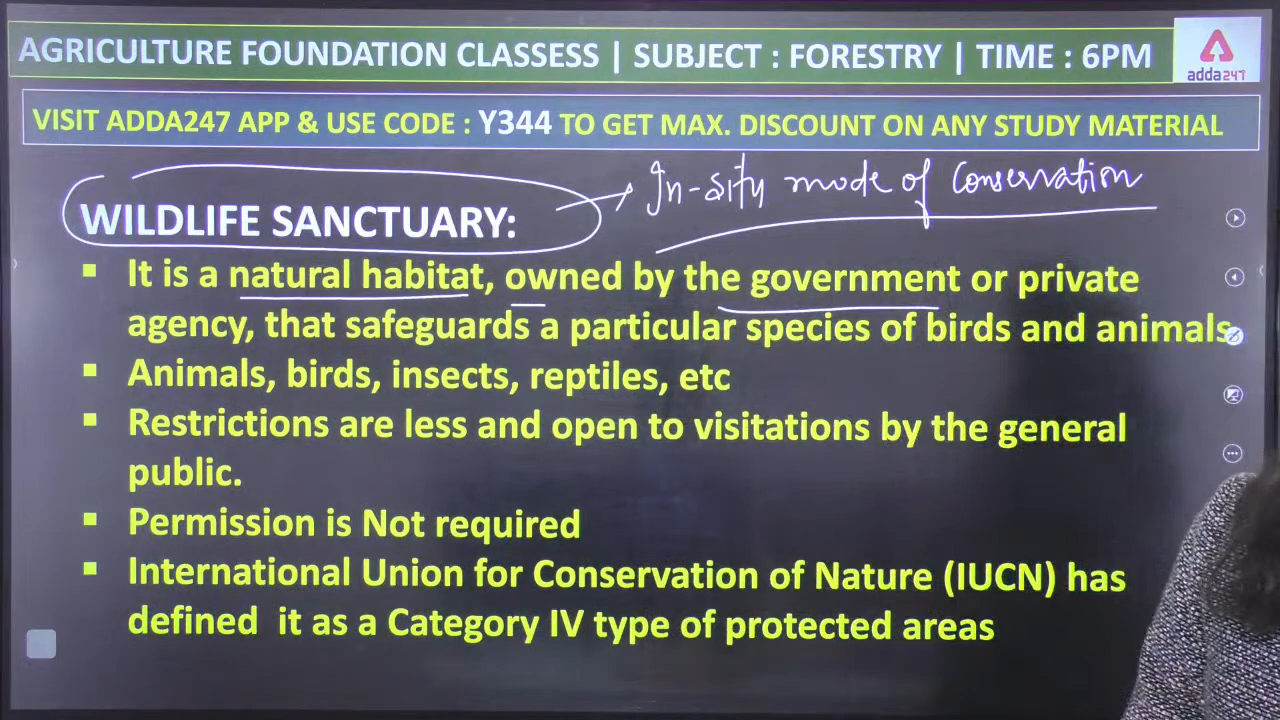 AGRICULTURE FOUNDATION CLASSESS | SUBJECT : FORESTRY | TIME : 6PM
adda247
VISIT ADDA247 APP & USE CODE : Y344 TO GET MAX. DISCOUNT ON ANY STUDY MATERIAL
In-sity mode of Conservation
WILDLIFE SANCTUARY:
▪ It is a natural habitat, owned by the government or private
agency, that safeguards a particular species of birds and animals
▪ Animals, birds, insects, reptiles, etc
▪ Restrictions are less and open to visitations by the general
public.
▪ Permission is Not required
▪ International Union for Conservation of Nature (IUCN) has
defined it as a Category IV type of protected areas